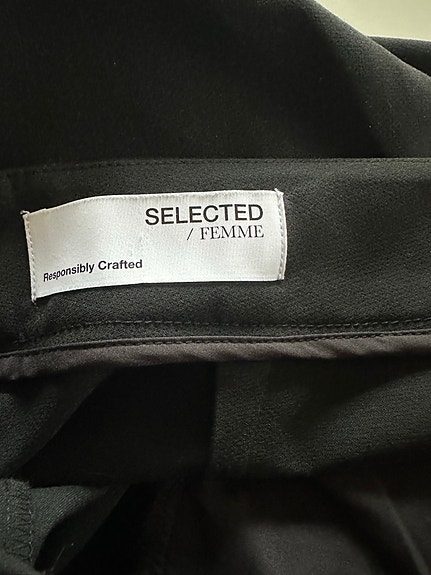 SELECTED
/ FEMME
Responsibly Crafted